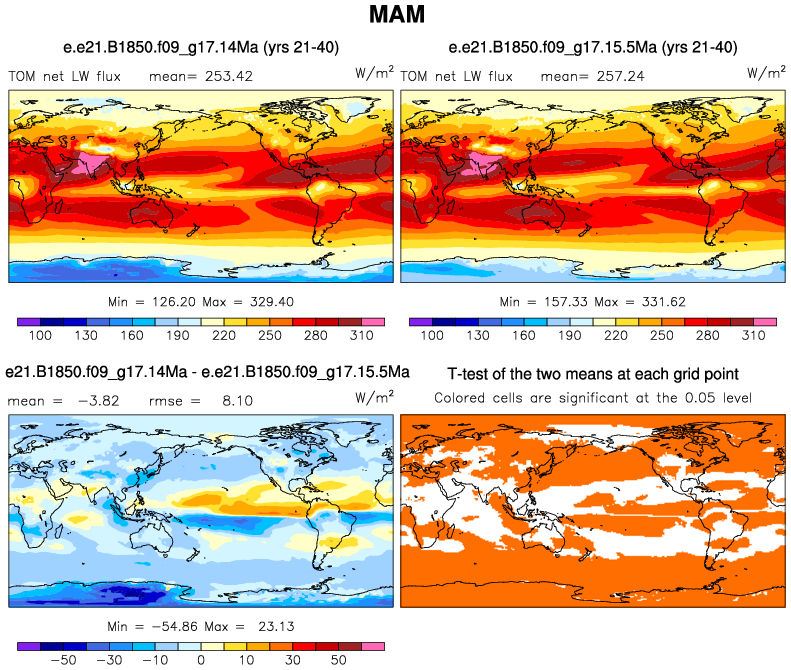 MAM
e.e21.B1850.f09_g17.14Ma (yrs 21-40)
TOM net LW flux mean= 253.42 W/m²
Min = 126.20 Max = 329.40
100 130 160 190 220 250 280 310
e.e21.B1850.f09_g17.15.5Ma (yrs 21-40)
TOM net LW flux mean= 257.24 W/m²
Min = 157.33 Max = 331.62
100 130 160 190 220 250 280 310
e21.B1850.f09_g17.14Ma - e.e21.B1850.f09_g17.15.5Ma
mean = −3.82 rmse = 8.10 W/m²
Min = −54.86 Max = 23.13
−50 −30 −10 0 10 30 50
T-test of the two means at each grid point
Colored cells are significant at the 0.05 level